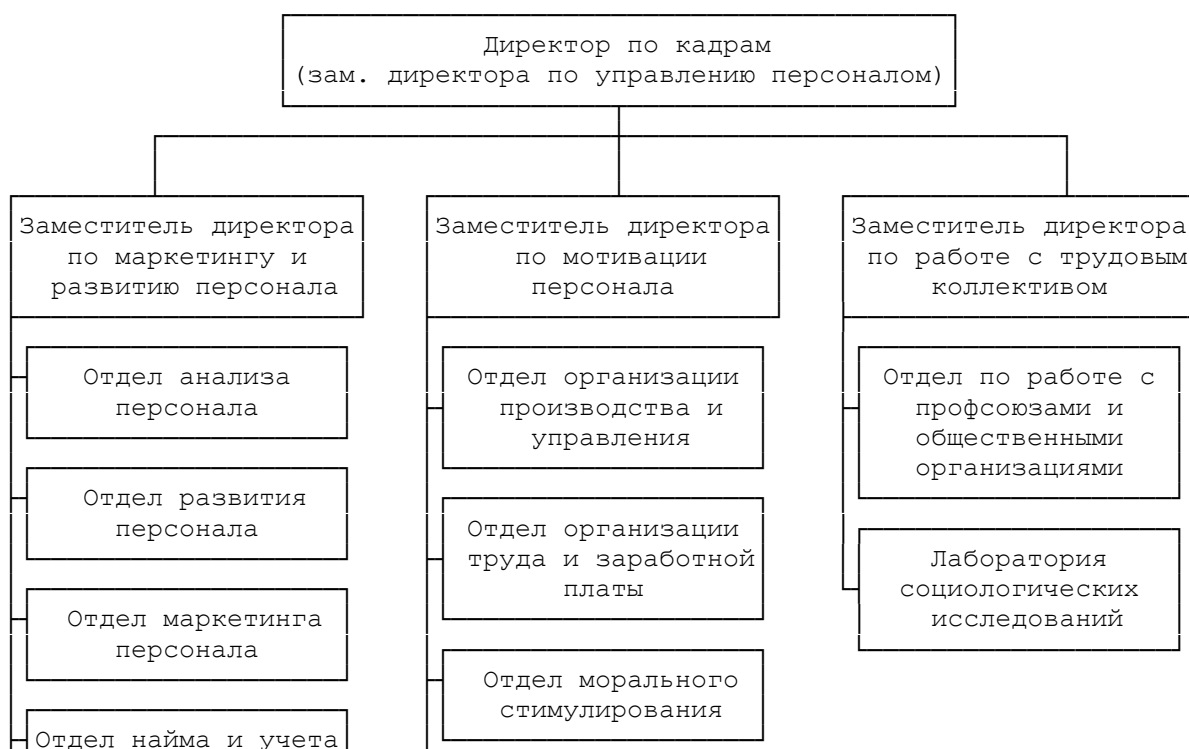 Директор по кадрам
(зам. директора по управлению персоналом)
Заместитель директора
по маркетингу и
развитию персонала
Отдел анализа
персонала
Отдел развития
персонала
Отдел маркетинга
персонала
Отдел найма и учета
Заместитель директора
по мотивации
персонала
Отдел организации
производства и
управления
Отдел организации
труда и заработной
платы
Отдел морального
стимулирования
Заместитель директора
по работе с трудовым
коллективом
Отдел по работе с
профсоюзами и
общественными
организациями
Лаборатория
социологических
исследований